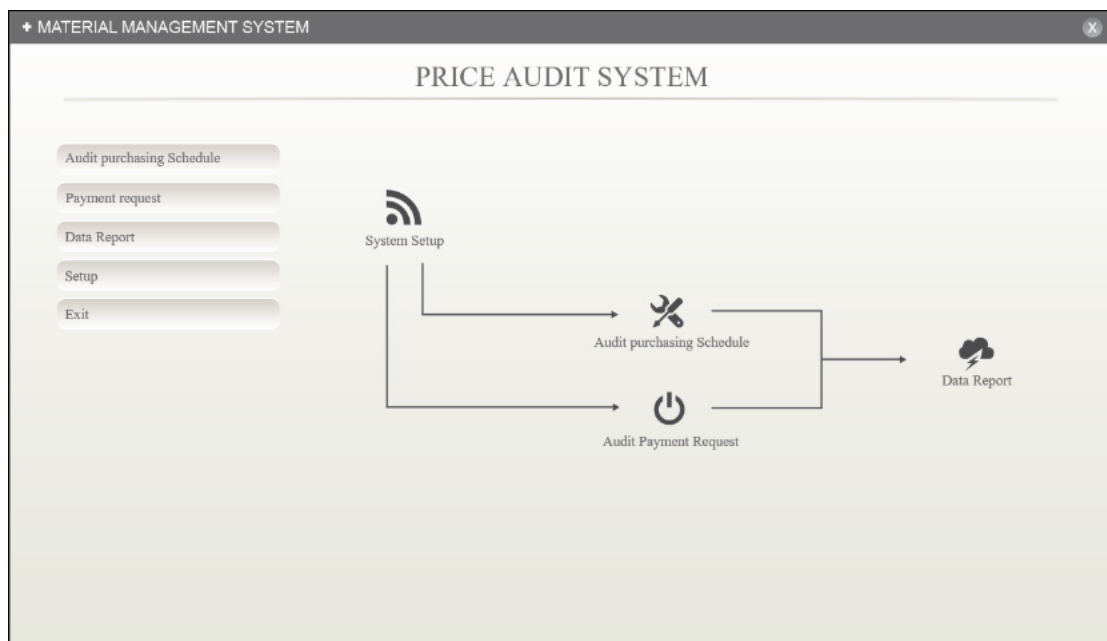 + MATERIAL MANAGEMENT SYSTEM
X
PRICE AUDIT SYSTEM
Audit purchasing Schedule
Payment request
Data Report
Setup
Exit
System Setup
Audit purchasing Schedule
Data Report
Audit Payment Request